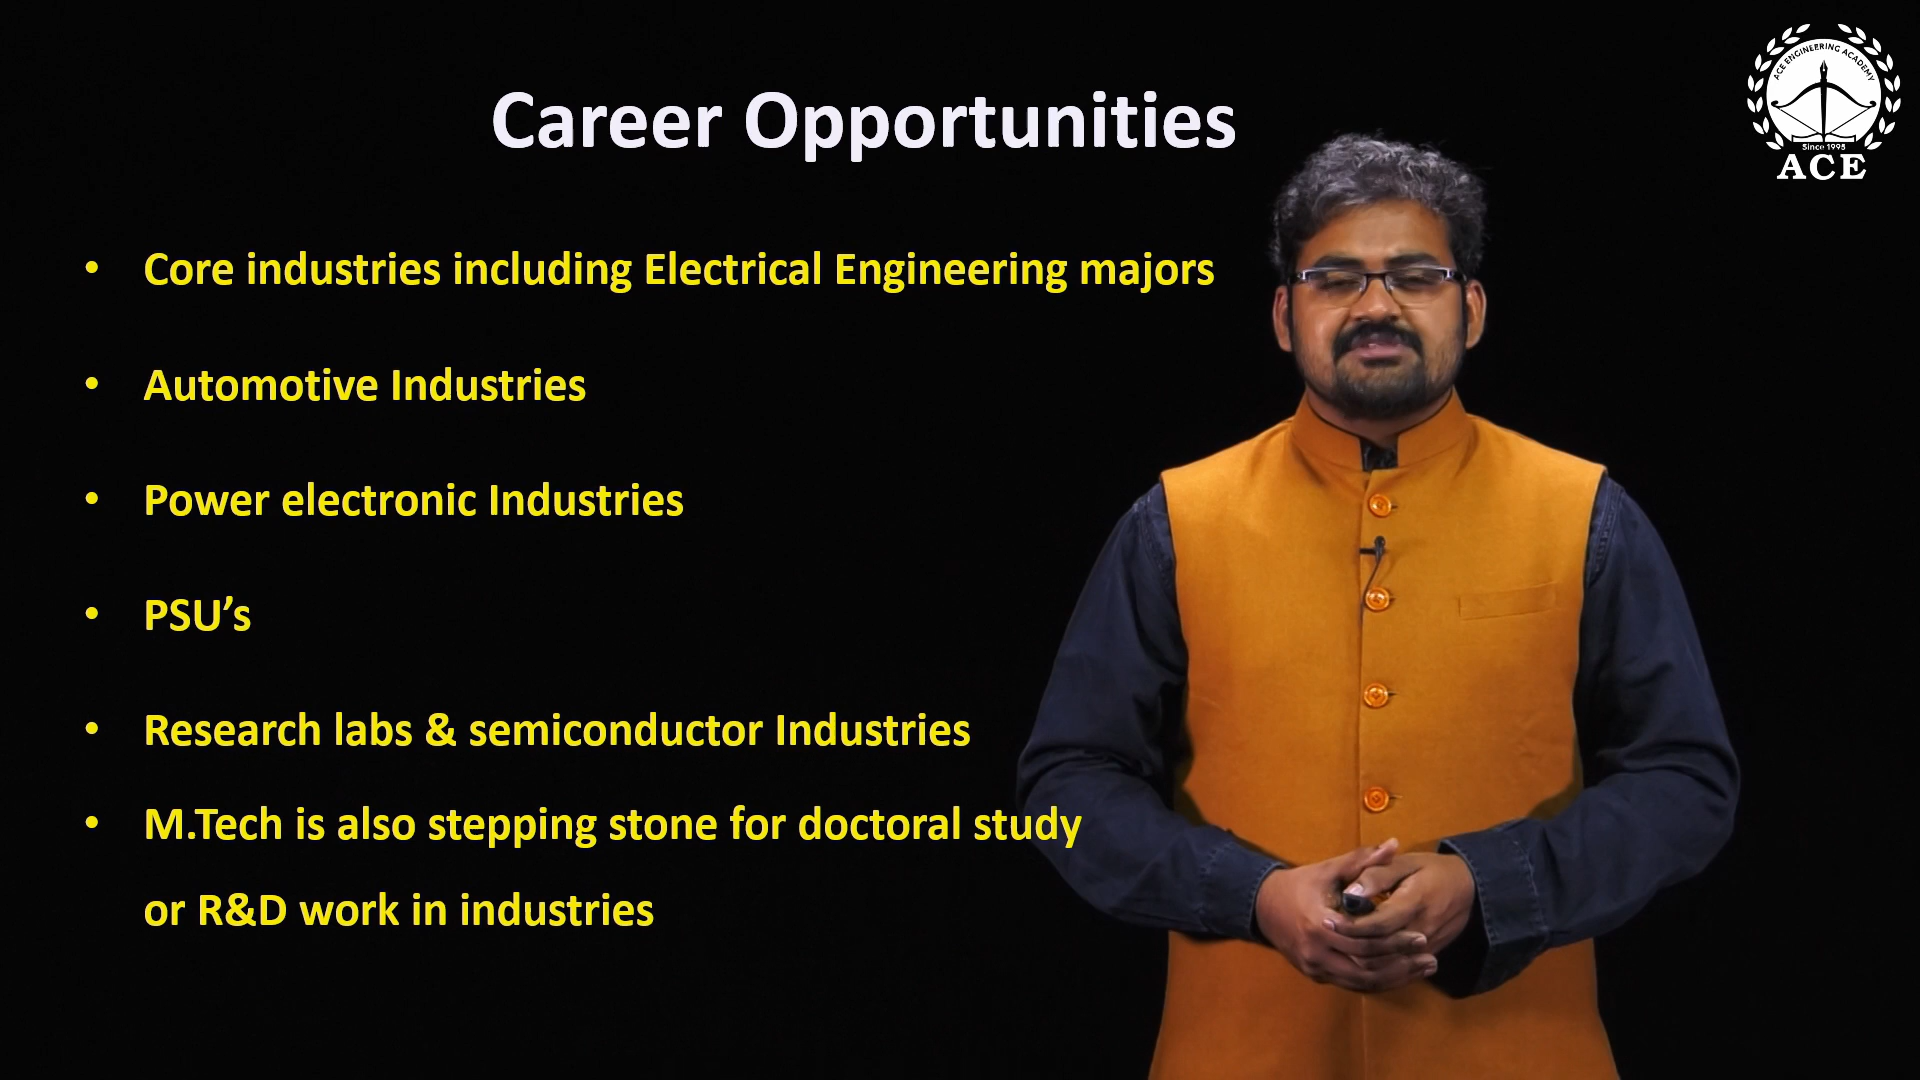 ACE ENGINEERING ACADEMY
Since 1995
ACE
Career Opportunities
• Core industries including Electrical Engineering majors
• Automotive Industries
• Power electronic Industries
• PSU’s
• Research labs & semiconductor Industries
• M.Tech is also stepping stone for doctoral study
or R&D work in industries